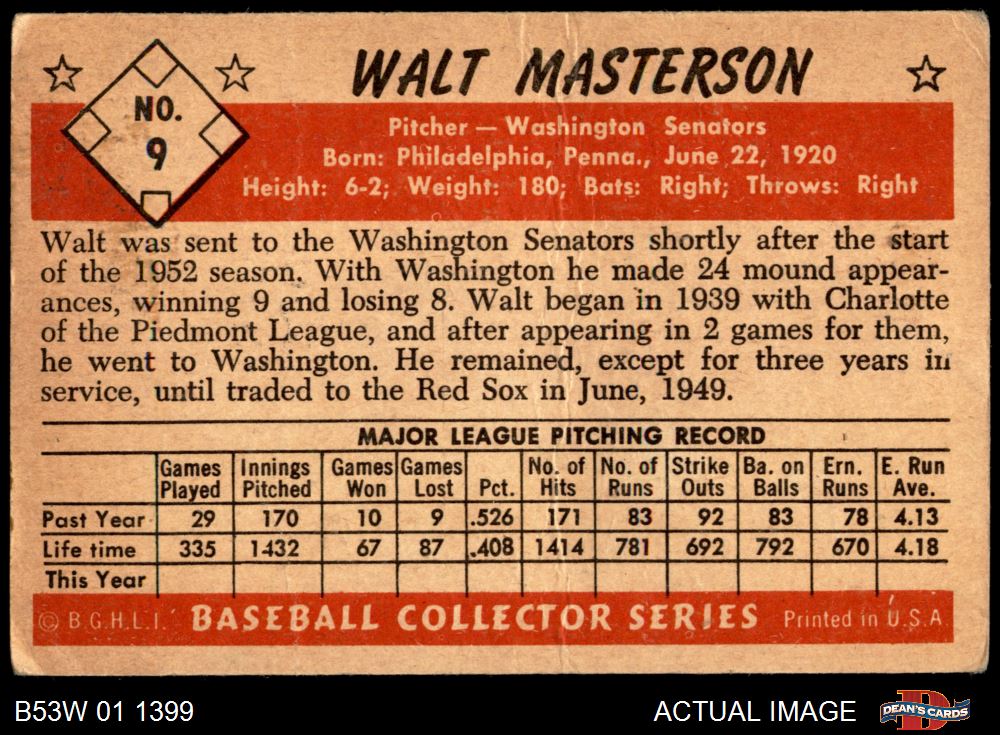 WALT MASTERSON
NO.
9
Pitcher — Washington Senators
Born: Philadelphia, Penna., June 22, 1920
Height: 6-2; Weight: 180; Bats: Right; Throws: Right
Walt was sent to the Washington Senators shortly after the start
of the 1952 season. With Washington he made 24 mound appear-
ances, winning 9 and losing 8. Walt began in 1939 with Charlotte
of the Piedmont League, and after appearing in 2 games for them,
he went to Washington. He remained, except for three years in
service, until traded to the Red Sox in June, 1949.
MAJOR LEAGUE PITCHING RECORD
Games Played Innings Pitched Games Won Games Lost Pct. No. of Hits No. of Runs Strike Outs Ba. on Balls Ern. Runs E. Run Ave.
Past Year 29 170 10 9 .526 171 83 92 83 78 4.13
Life time 335 1432 67 87 .408 1414 781 692 792 670 4.18
This Year
© B.G.H.L.I. BASEBALL COLLECTOR SERIES Printed in U.S.A
B53W 01 1399 ACTUAL IMAGE D DEAN'S CARDS